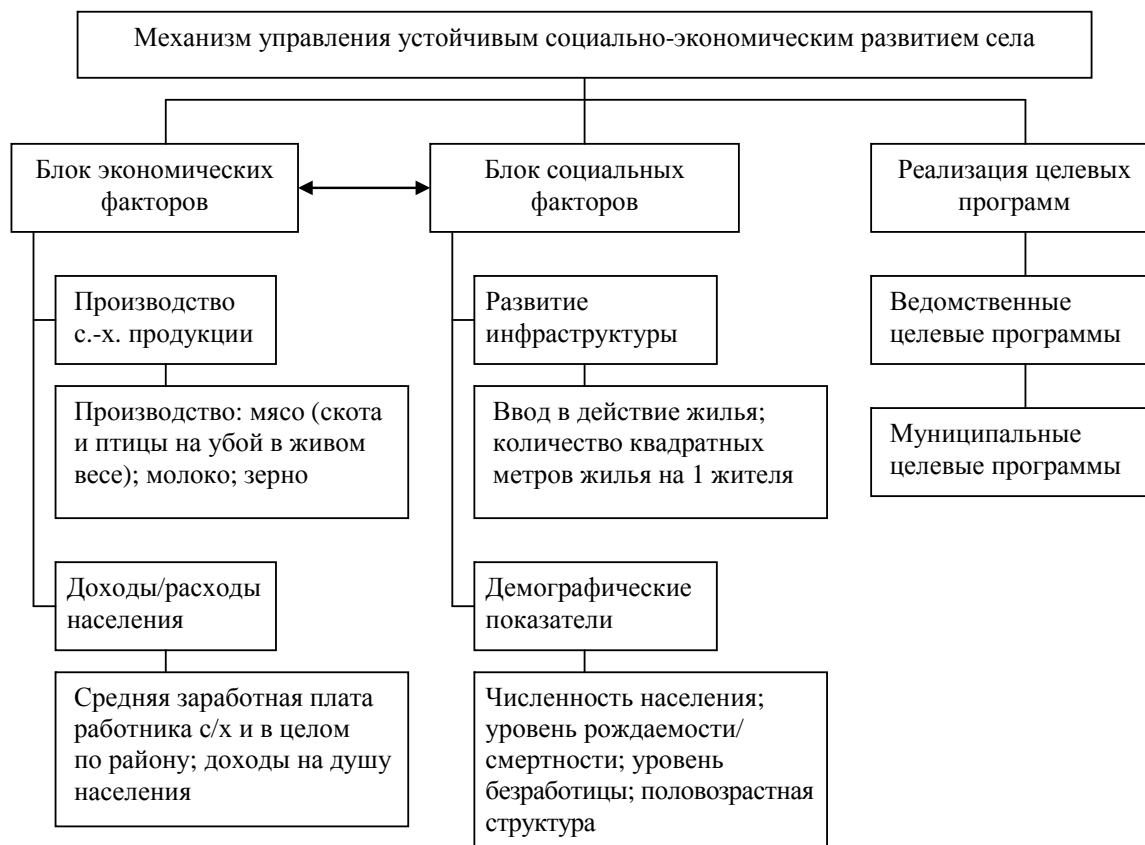 Механизм управления устойчивым социально-экономическим развитием села
Блок экономических
факторов
Блок социальных
факторов
Реализация целевых
программ
Производство
с.-х. продукции
Развитие
инфраструктуры
Ведомственные
целевые программы
Производство: мясо (скота
и птицы на убой в живом
весе); молоко; зерно
Ввод в действие жилья;
количество квадратных
метров жилья на 1 жителя
Муниципальные
целевые программы
Доходы/расходы
населения
Демографические
показатели
Средняя заработная плата
работника с/х и в целом
по району; доходы на душу
населения
Численность населения;
уровень рождаемости/
смертности; уровень
безработицы; половозрастная
структура